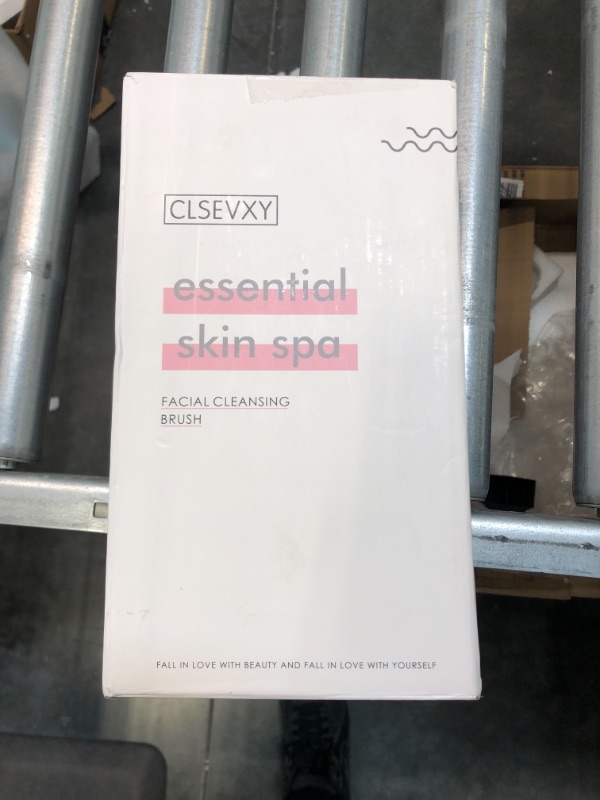 CLSEVXY
essential
skin spa
FACIAL CLEANSING
BRUSH
FALL IN LOVE WITH BEAUTY AND FALL IN LOVE WITH YOURSELF